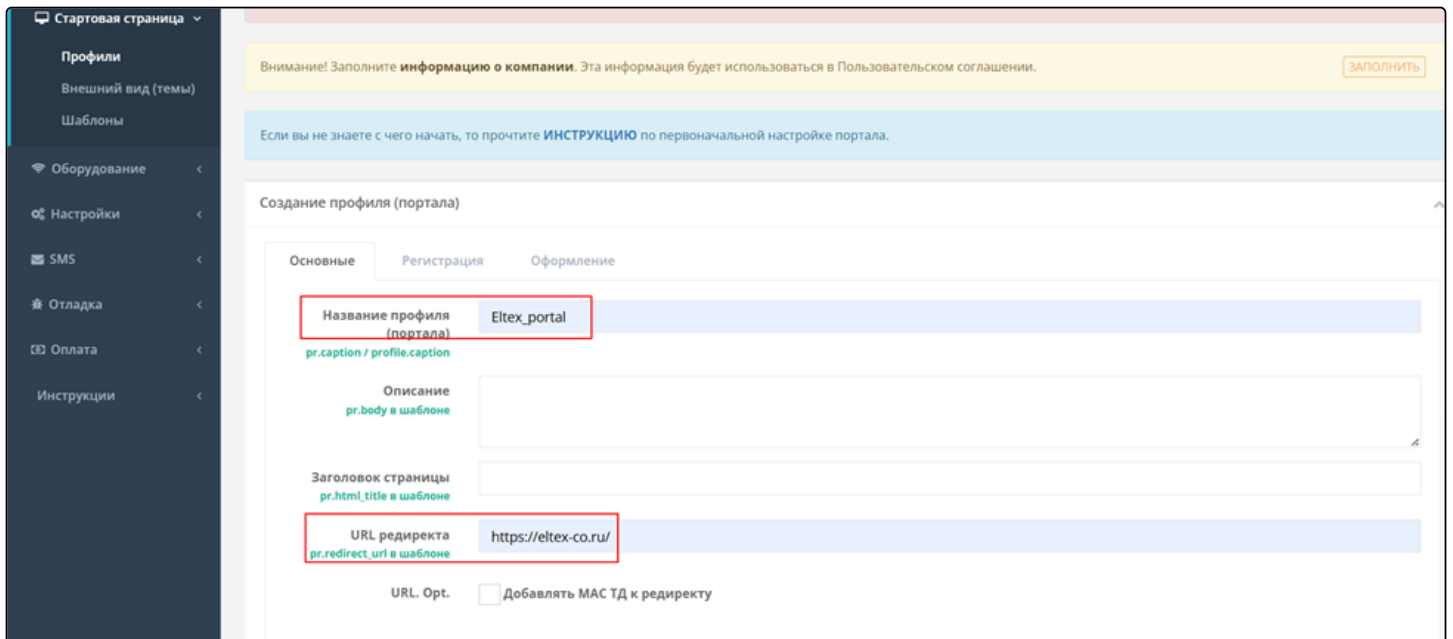 Стартовая страница
Профили
Внешний вид (темы)
Шаблоны
Оборудование
Настройки
SMS
Отладка
Оплата
Инструкции
Внимание! Заполните информацию о компании. Эта информация будет использоваться в Пользовательском соглашении.
ЗАПОЛНИТЬ
Если вы не знаете с чего начать, то прочтите ИНСТРУКЦИЮ по первоначальной настройке портала.
Создание профиля (портала)
Основные Регистрация Оформление
Название профиля
(портала)
pr.caption / profile.caption
Eltex_portal
Описание
pr.body в шаблоне
Заголовок страницы
pr.html_title в шаблоне
URL редиректа
pr.redirect_url в шаблоне
https://eltex-co.ru/
URL. Opt.
Добавлять MAC ТД к редиректу